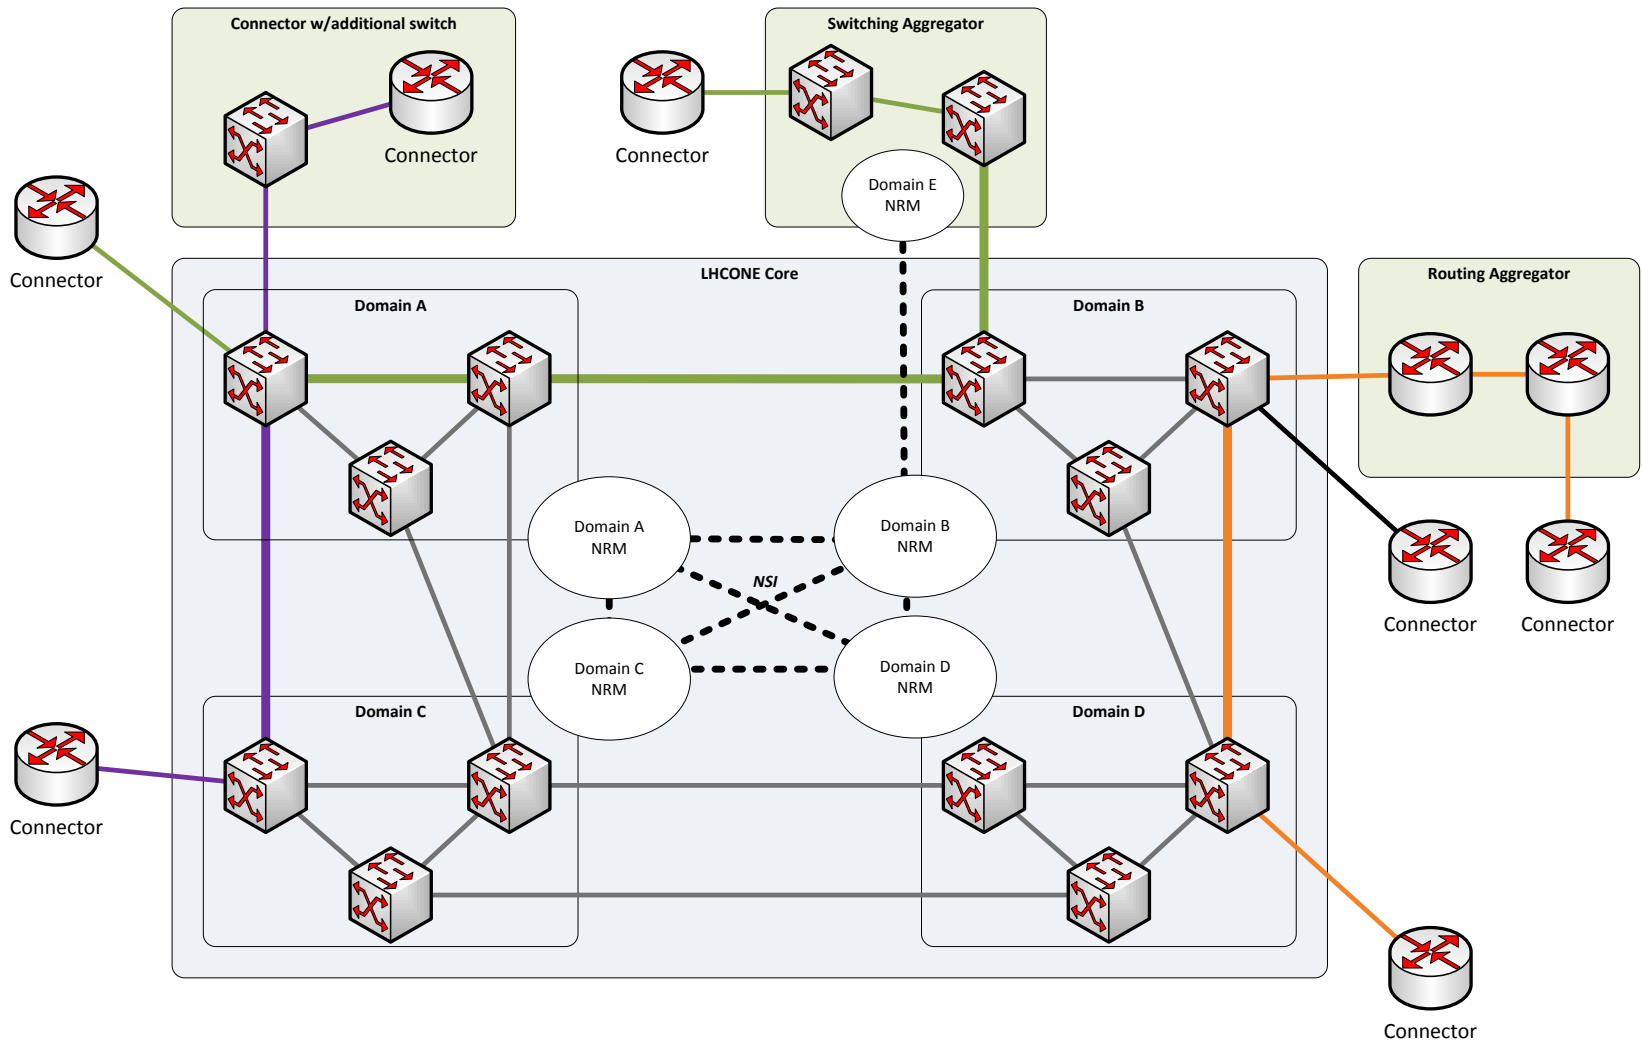 Connector w/additional switch
Switching Aggregator
Connector
Connector
Domain E
NRM
Connector
LHCONE Core
Routing Aggregator
Domain A
Domain B
Domain A
NRM
Domain B
NRM
NSI
Connector
Connector
Domain C
NRM
Domain D
NRM
Domain C
Domain D
Connector
Connector